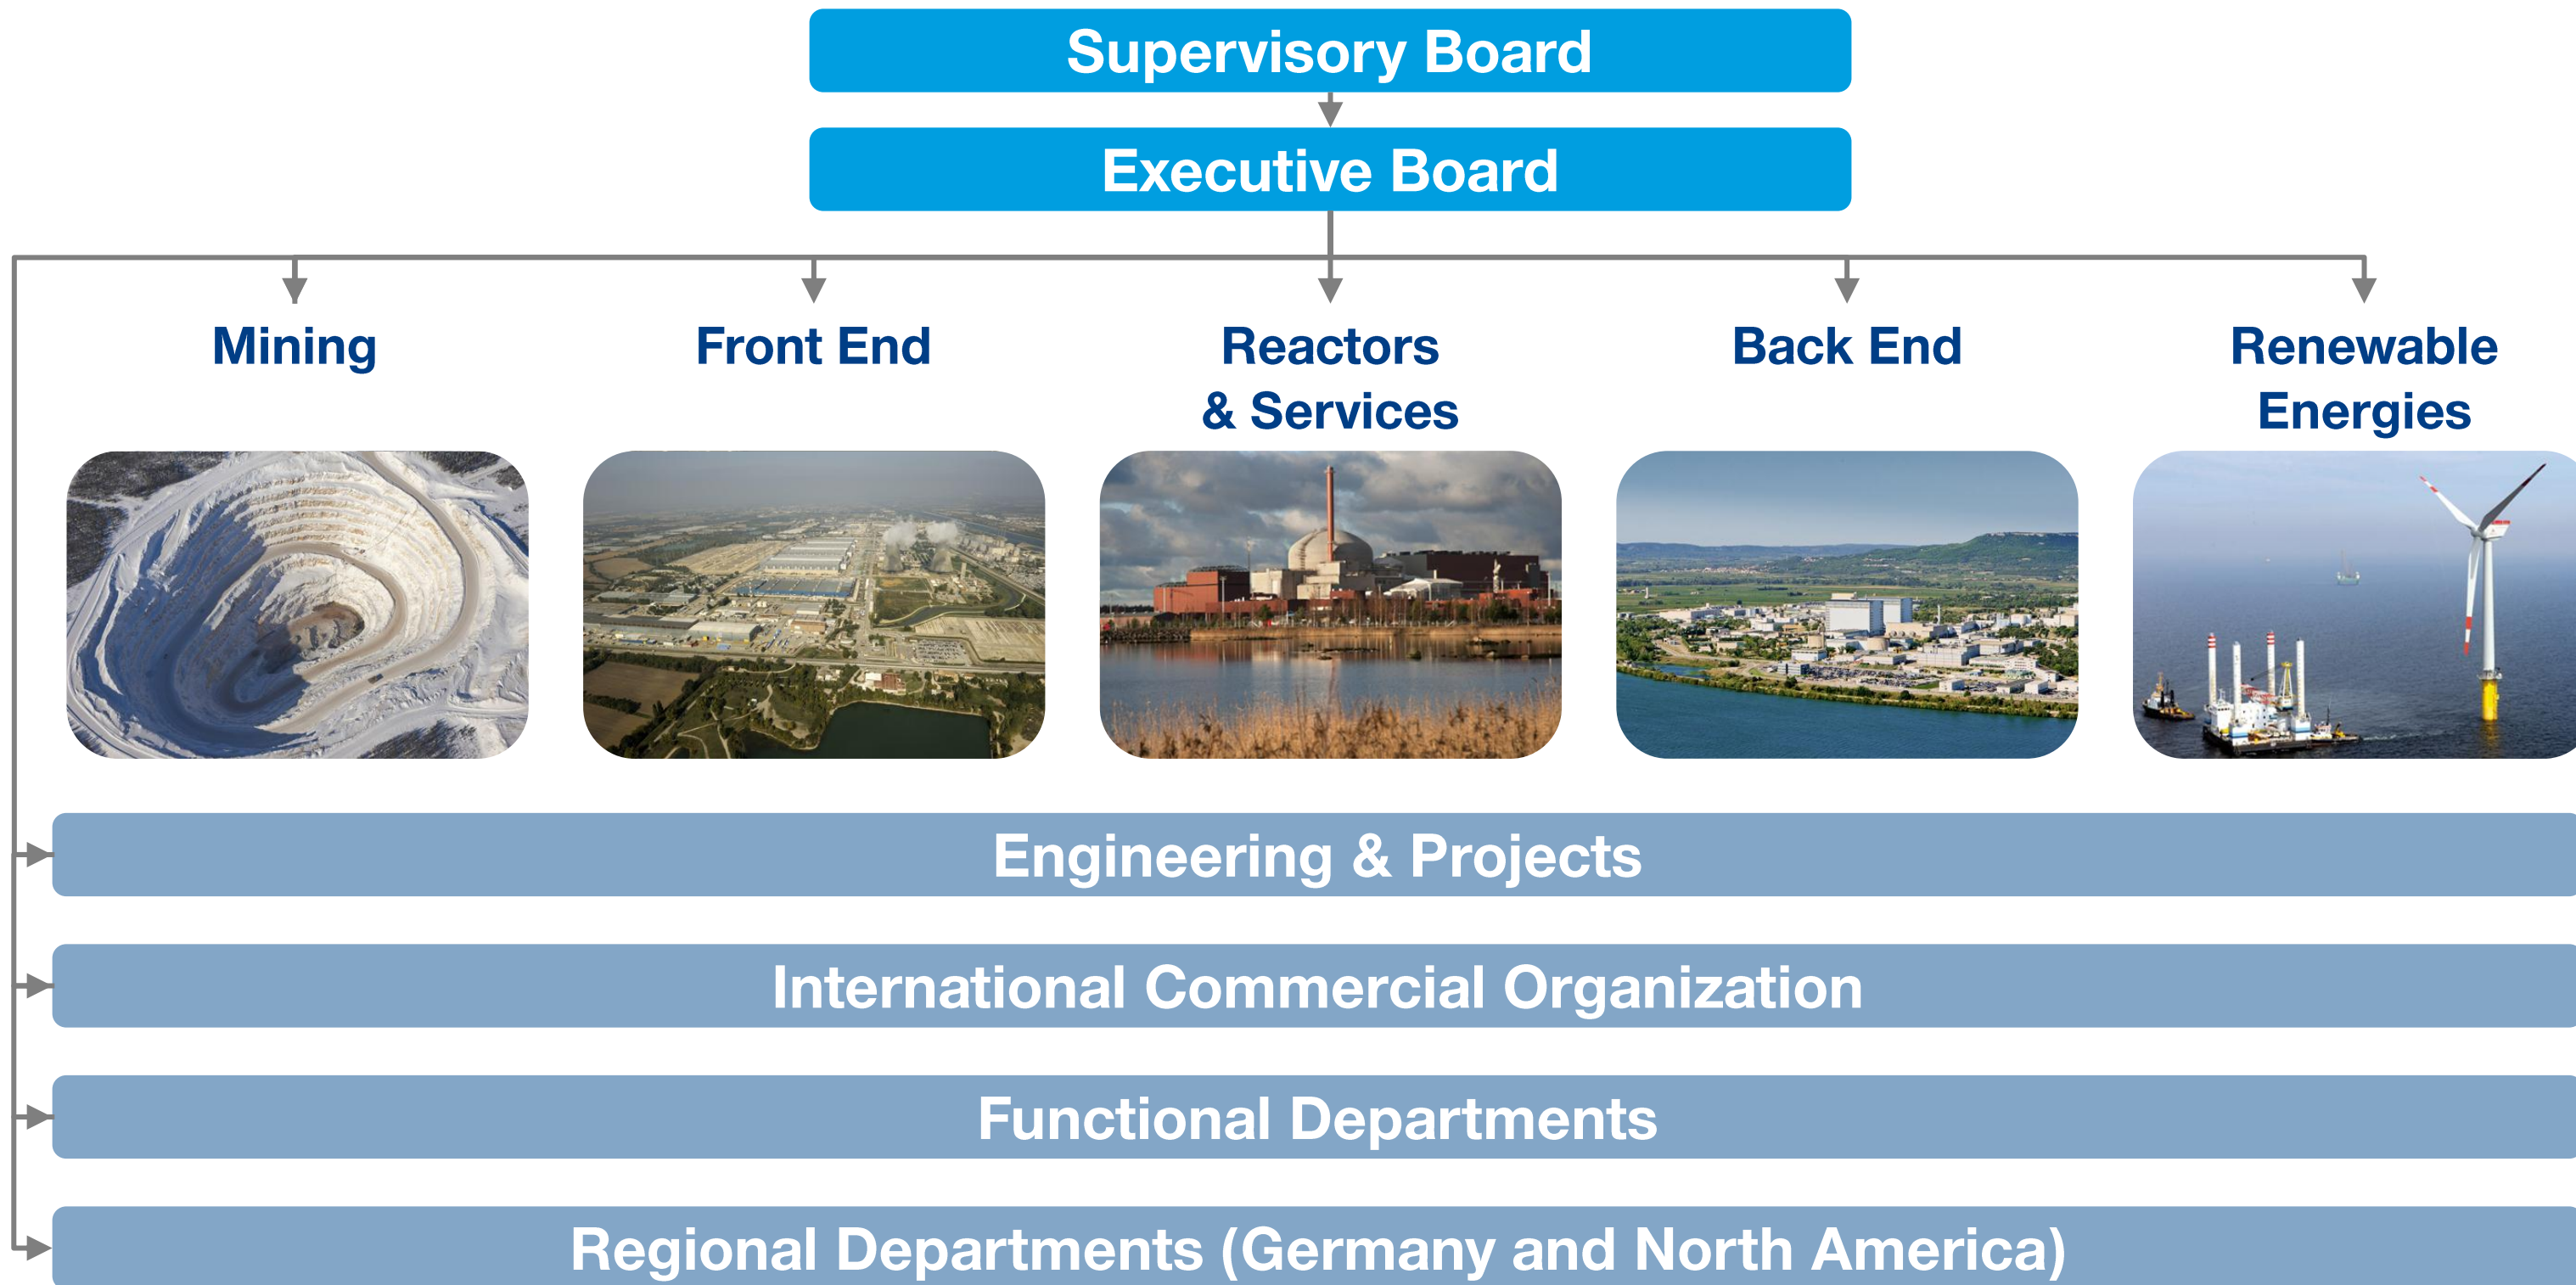 Supervisory Board
Executive Board
Mining
Front End
Reactors
& Services
Back End
Renewable
Energies
Engineering & Projects
International Commercial Organization
Functional Departments
Regional Departments (Germany and North America)